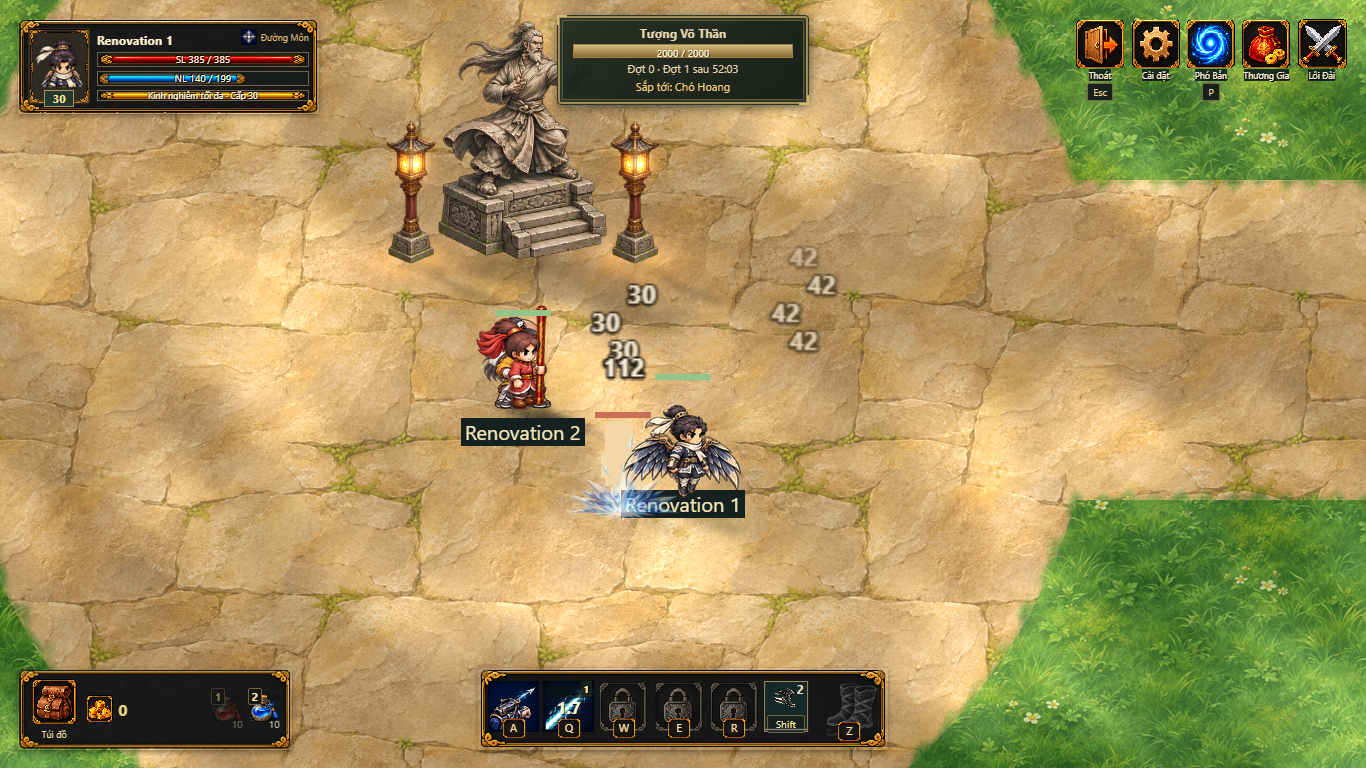 Renovation 1
Đường Môn
SL 385 / 385
NL 140 / 199
Kinh nghiệm tối đa - Cấp 30
30
Tượng Võ Thần
2000 / 2000
Đợt 0 · Đợt 1 sau 52:03
Sắp tới: Chó Hoang
Thoát
Cài đặt
Phó Bản
Thương Gia
Lôi Đài
Esc
P
42
42
42
42
30
30
30
112
Renovation 2
Renovation 1
Túi đồ
0
1
10
2
10
A
1
1.7
Q
W
E
R
2
Shift
Z